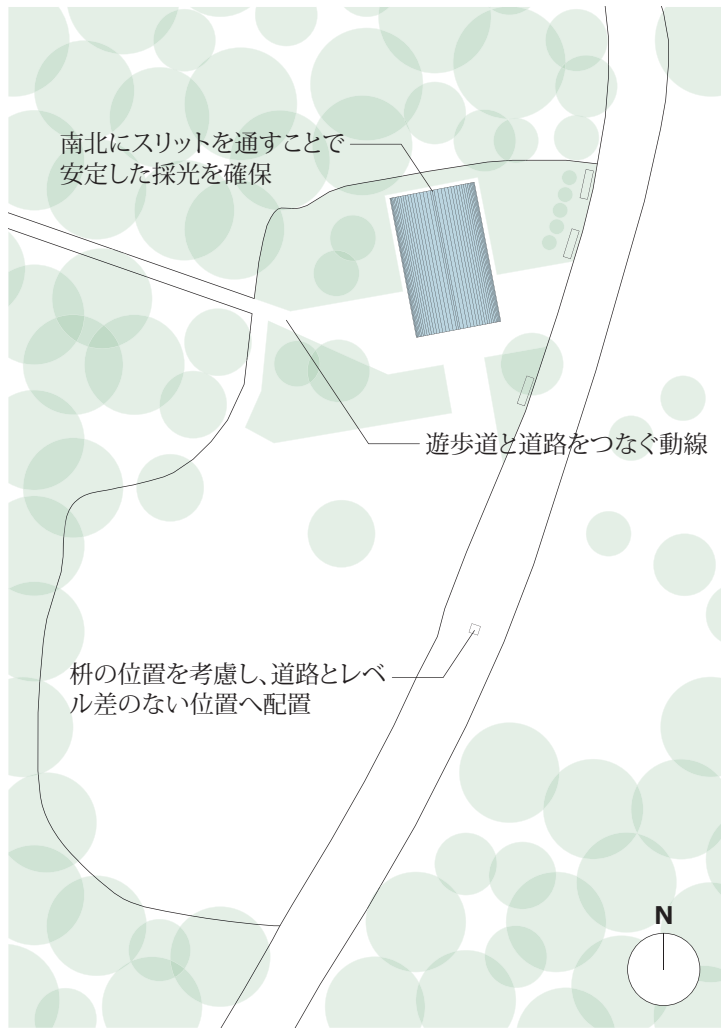 南北にスリットを通すことで
安定した採光を確保
遊歩道と道路をつなぐ動線
枡の位置を考慮し、道路とレベ
ル差のない位置へ配置
N